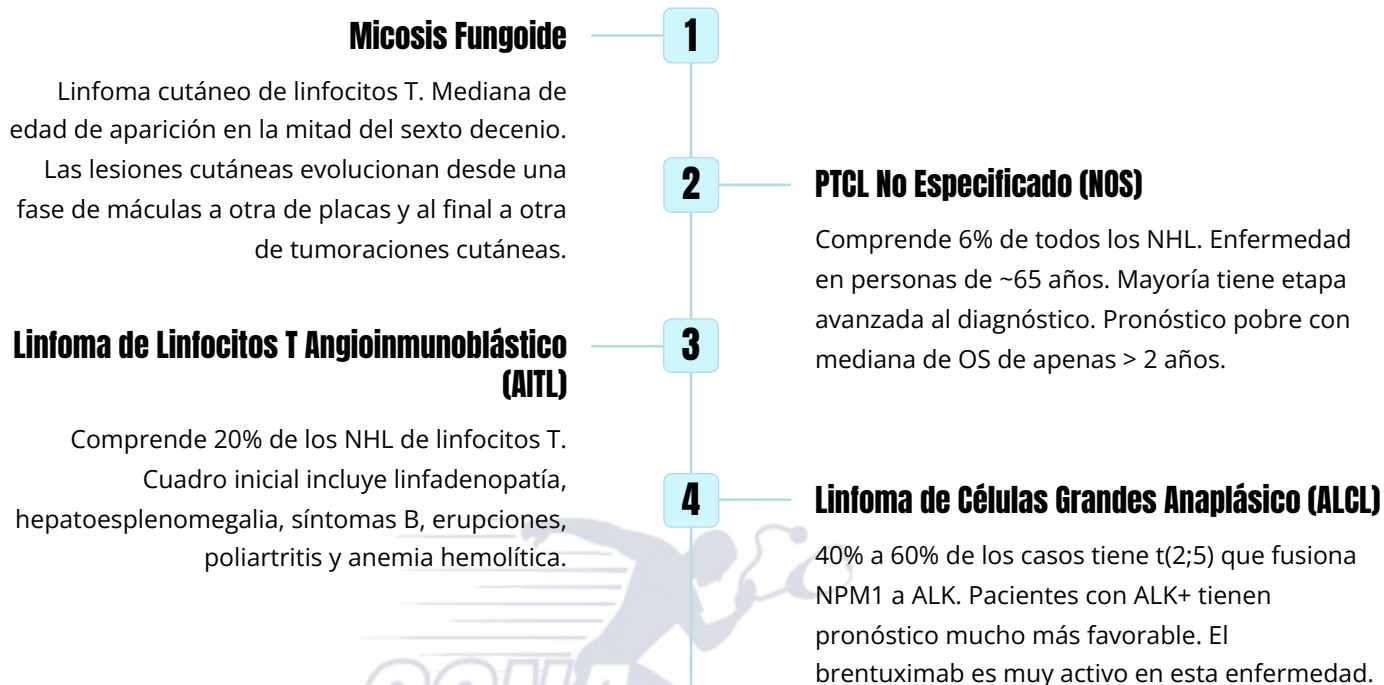 Micosis Fungoide
1
Linfoma cutáneo de linfocitos T. Mediana de
edad de aparición en la mitad del sexto decenio.
Las lesiones cutáneas evolucionan desde una
fase de máculas a otra de placas y al final a otra
de tumoraciones cutáneas.
2
PTCL No Especificado (NOS)
Comprende 6% de todos los NHL. Enfermedad
en personas de ~65 años. Mayoría tiene etapa
avanzada al diagnóstico. Pronóstico pobre con
mediana de OS de apenas > 2 años.
Linfoma de Linfocitos T Angioinmunoblástico
(AITL)
3
Comprende 20% de los NHL de linfocitos T.
Cuadro inicial incluye linfadenopatía,
hepatoesplenomegalia, síntomas B, erupciones,
poliartritis y anemia hemolítica.
4
Linfoma de Células Grandes Anaplásico (ALCL)
40% a 60% de los casos tiene t(2;5) que fusiona
NPM1 a ALK. Pacientes con ALK+ tienen
pronóstico mucho más favorable. El
brentuximab es muy activo en esta enfermedad.